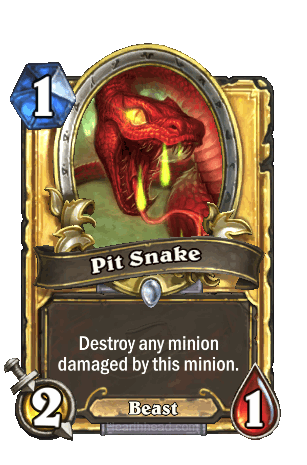 1
Pit Snake
Destroy any minion
damaged by this minion.
2
Beast
1